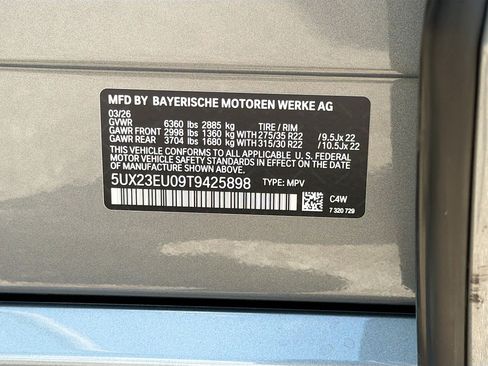 MFD BY BAYERISCHE MOTOREN WERKE AG
03/26
GVWR 6360 lbs 2885 kg TIRE / RIM
GAWR FRONT 2998 lbs 1360 kg 275/35 R22 / 9.5Jx 22
GAWR REAR 3704 lbs 1680 kg 315/30 R22 / 10.5Jx 22
THIS VEHICLE CONFORMS TO ALL APPLICABLE U.S. FEDERAL
MOTOR VEHICLE SAFETY AND THEFT PREVENTION STANDARDS
IN EFFECT ON THE DATE OF MANUFACTURE SHOWN ABOVE.
5UX23EU09T9425898 TYPE: MPV
C4W
7 320 729